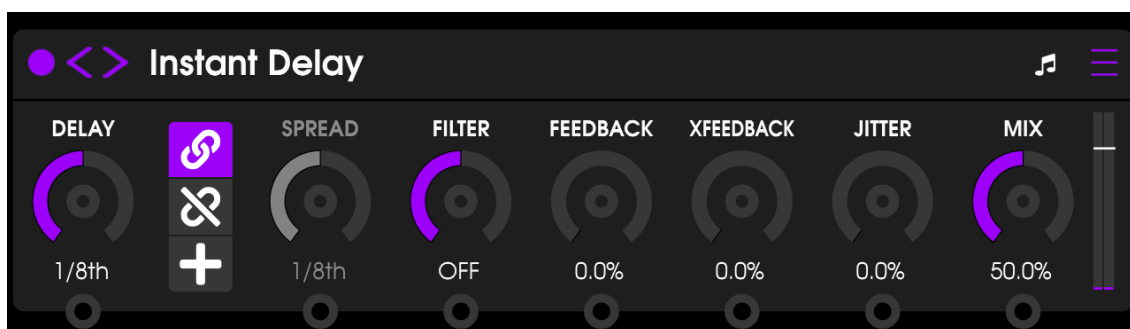 Instant Delay
DELAY SPREAD FILTER FEEDBACK XFEEDBACK JITTER MIX
1/8th 1/8th OFF 0.0% 0.0% 0.0% 50.0%